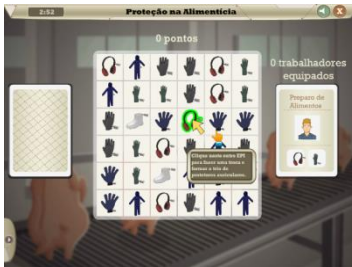 2:52
Proteção na Alimentícia
X
0 pontos
0 trabalhadores
equipados
Preparo de
Alimentos
Clique neste outro EPI
para fazer uma troca e
formar o trio de
protetores auriculares.